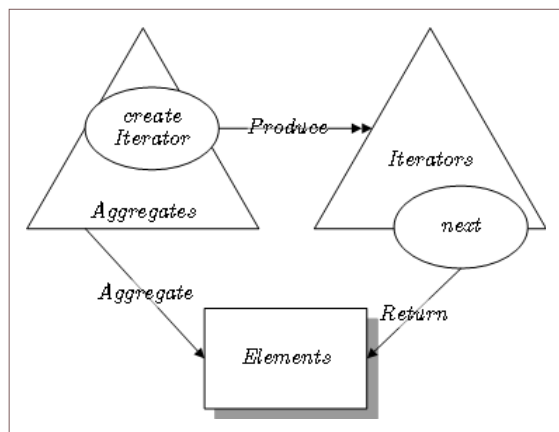 create
Iterator
Produce
Iterators
Aggregates
next
Aggregate
Return
Elements